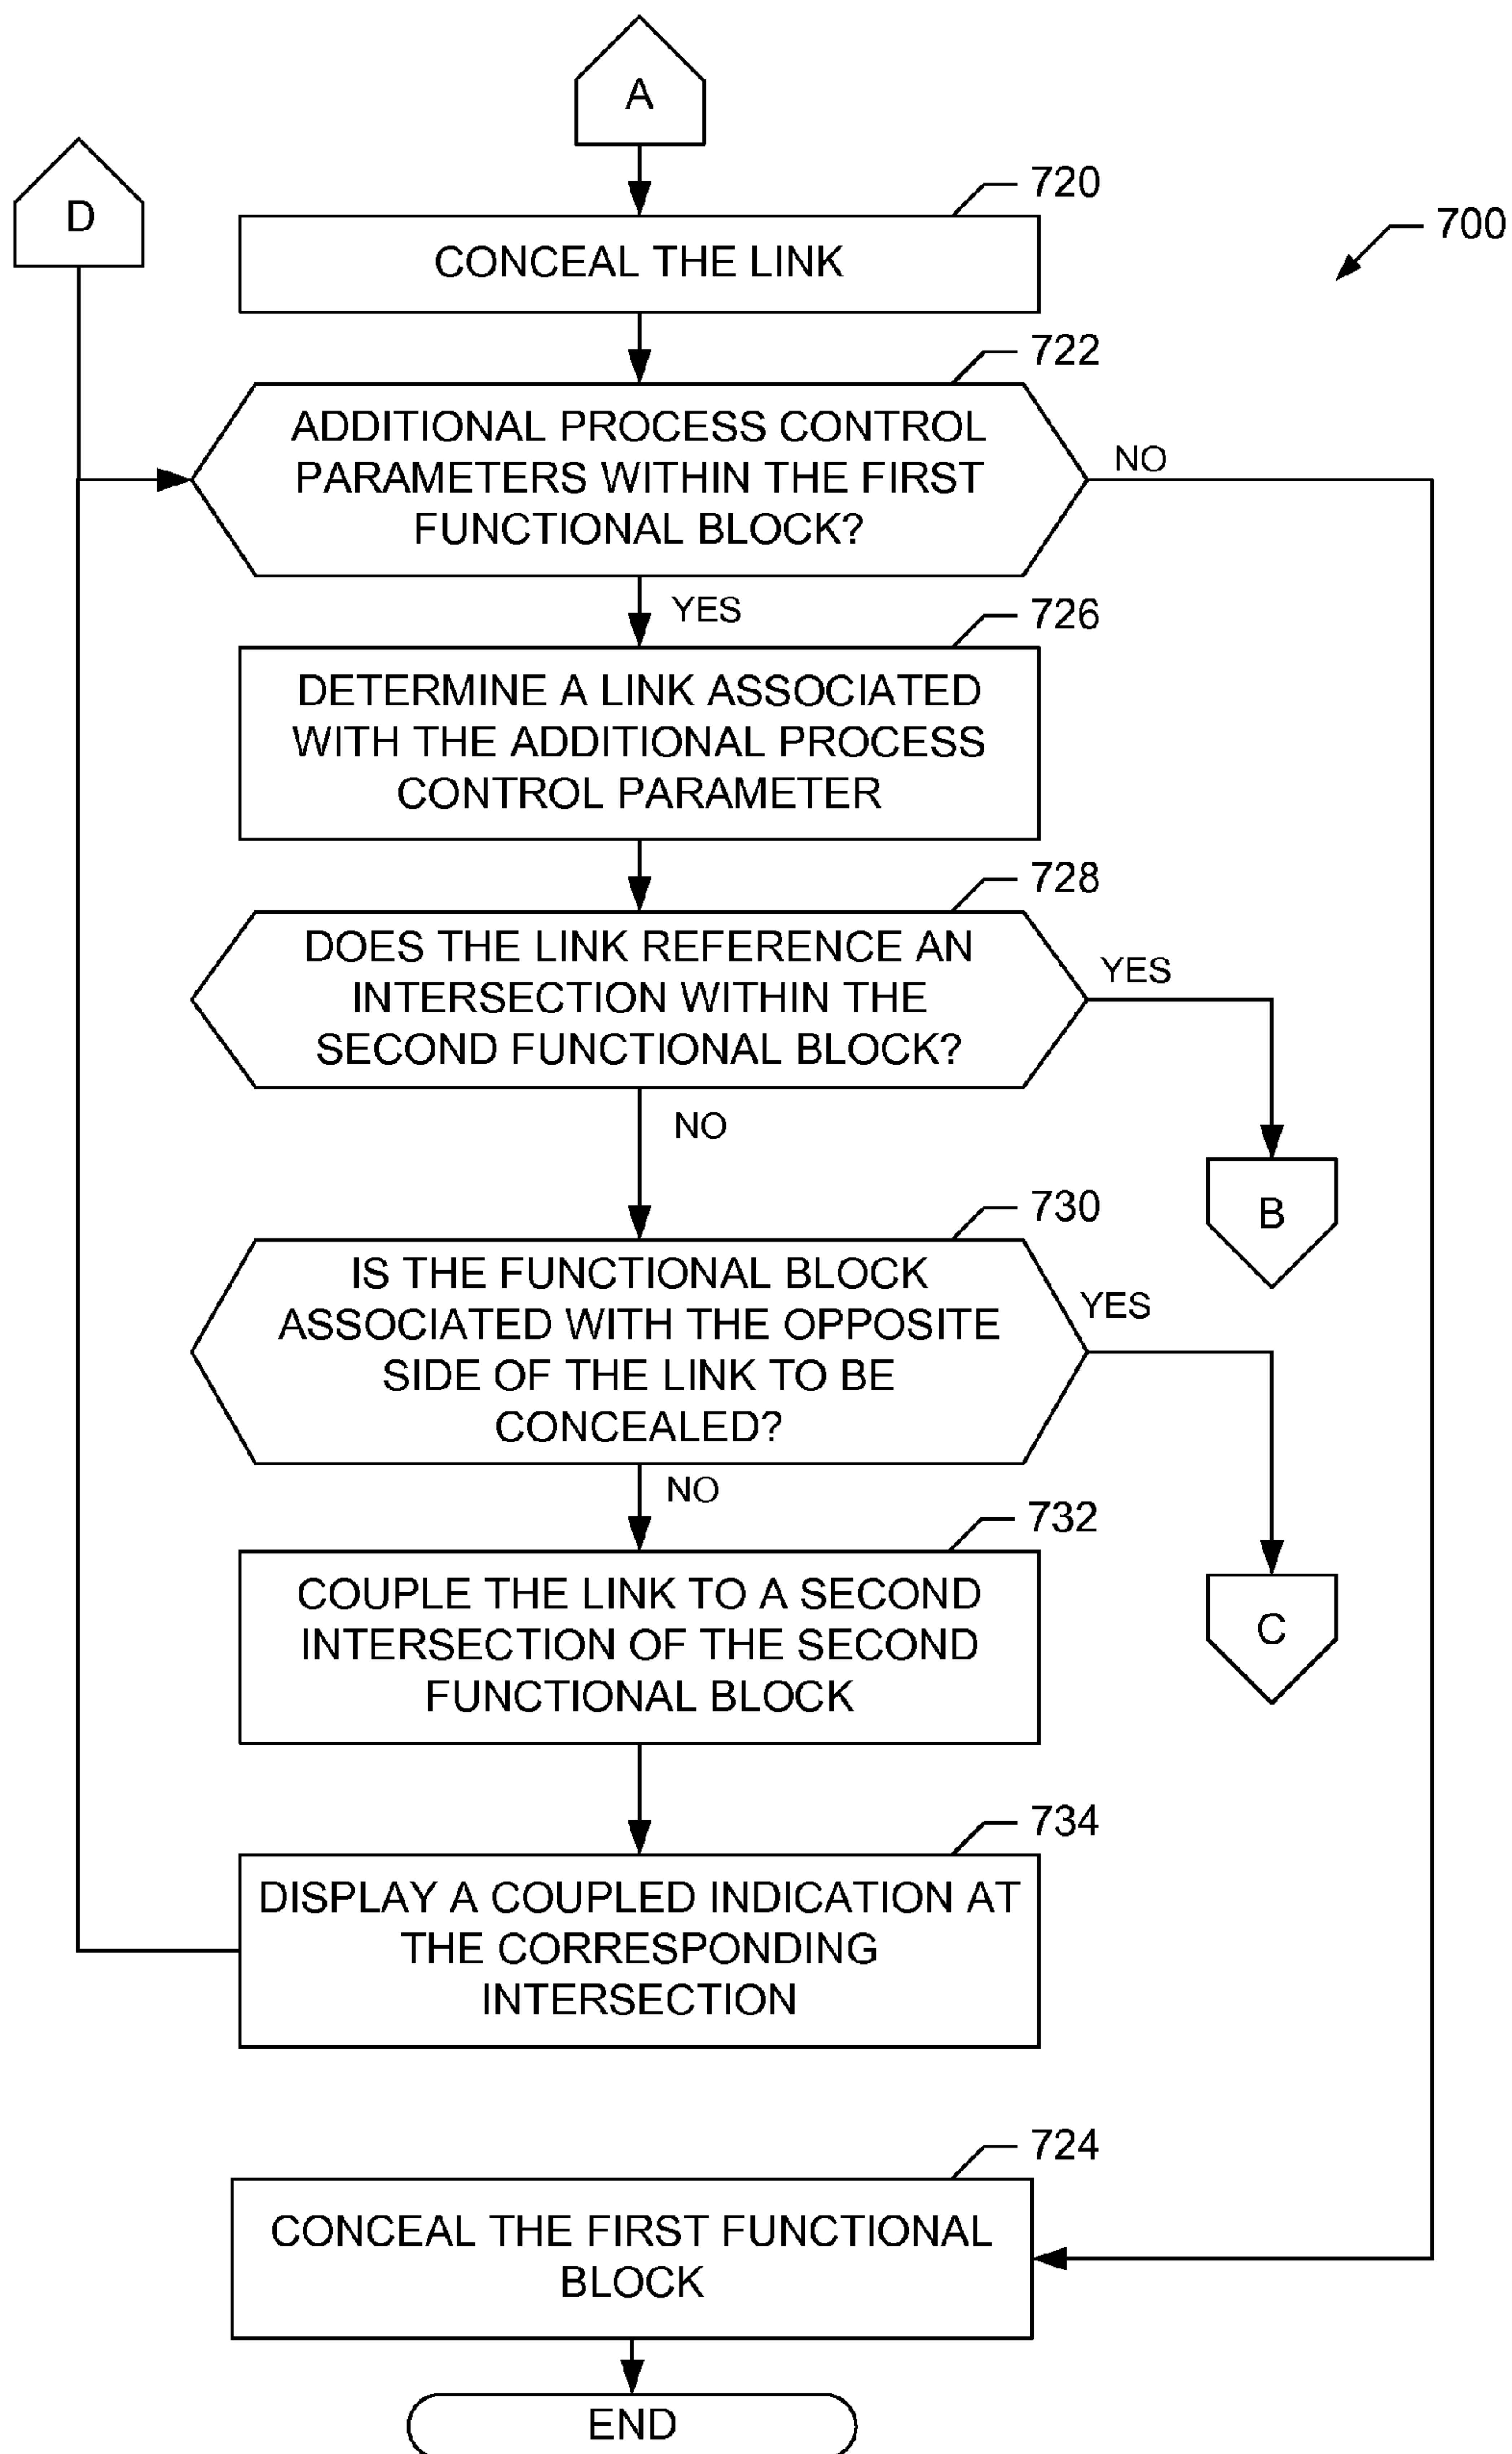 A
720
D
700
CONCEAL THE LINK
722
ADDITIONAL PROCESS CONTROL
PARAMETERS WITHIN THE FIRST
FUNCTIONAL BLOCK?
NO
YES
726
DETERMINE A LINK ASSOCIATED
WITH THE ADDITIONAL PROCESS
CONTROL PARAMETER
728
DOES THE LINK REFERENCE AN
INTERSECTION WITHIN THE
SECOND FUNCTIONAL BLOCK?
YES
NO
B
730
IS THE FUNCTIONAL BLOCK
ASSOCIATED WITH THE OPPOSITE
SIDE OF THE LINK TO BE
CONCEALED?
YES
NO
732
COUPLE THE LINK TO A SECOND
INTERSECTION OF THE SECOND
FUNCTIONAL BLOCK
C
734
DISPLAY A COUPLED INDICATION AT
THE CORRESPONDING
INTERSECTION
724
CONCEAL THE FIRST FUNCTIONAL
BLOCK
END